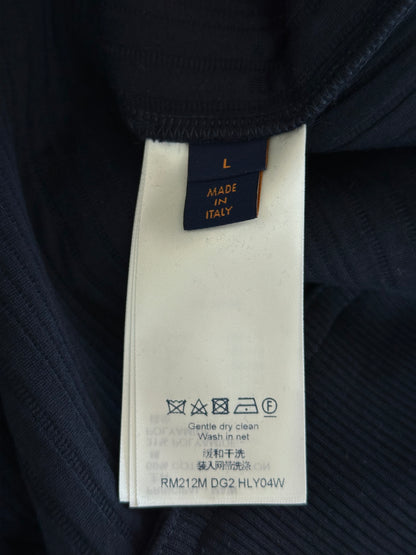 L
MADE
IN
ITALY
Gentle dry clean
Wash in net
缓和干洗
装入网袋洗涤
RM212M DG2 HLY04W